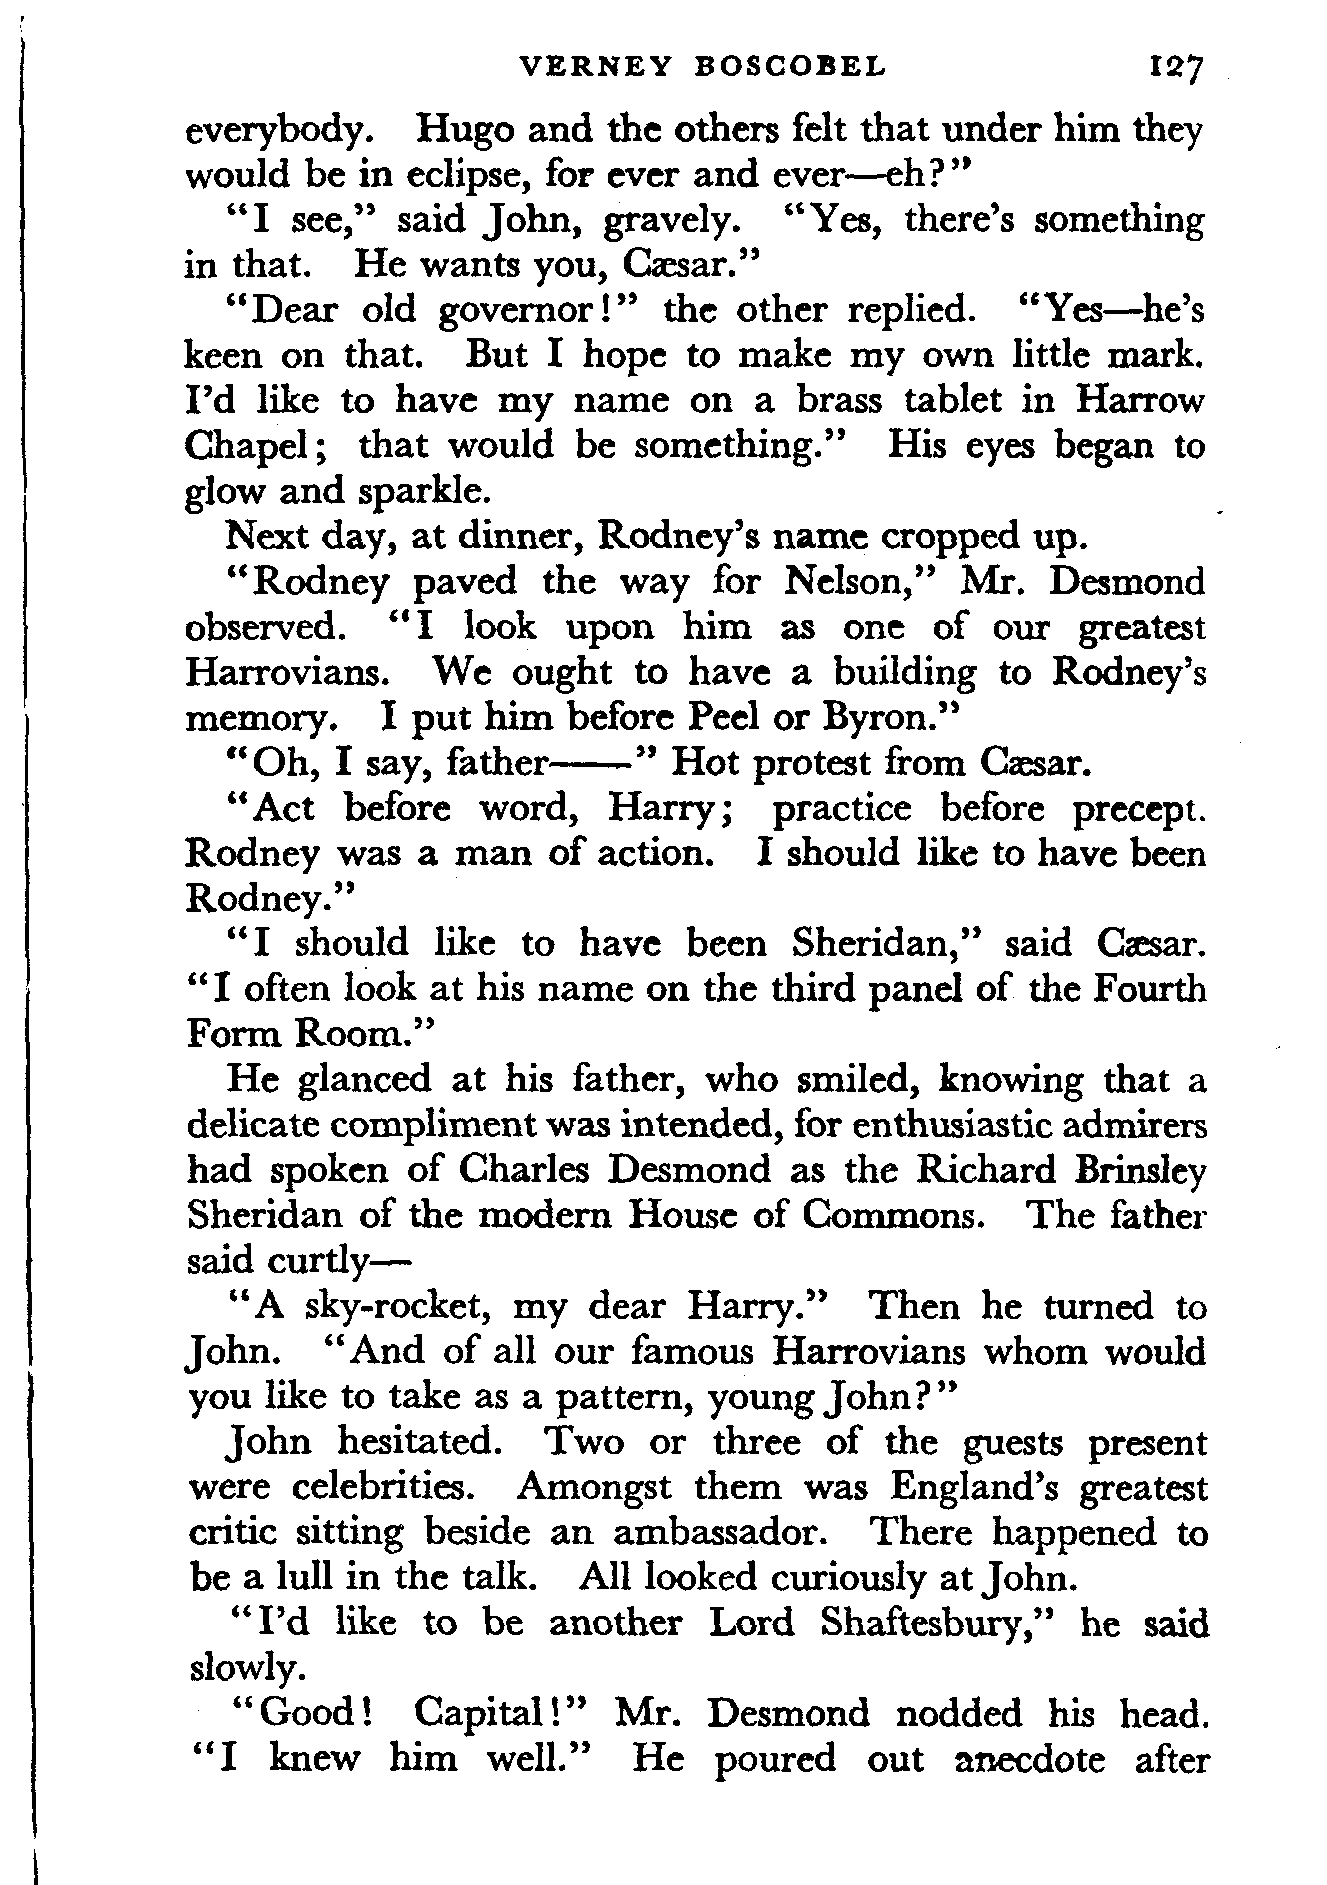 VERNEY BOSCOBEL 127
everybody. Hugo and the others felt that under him they
would be in eclipse, for ever and ever—eh?”
“I see,” said John, gravely. “Yes, there’s something
in that. He wants you, Cæsar.”
“Dear old governor!” the other replied. “Yes—he’s
keen on that. But I hope to make my own little mark.
I’d like to have my name on a brass tablet in Harrow
Chapel; that would be something.” His eyes began to
glow and sparkle.
Next day, at dinner, Rodney’s name cropped up.
“Rodney paved the way for Nelson,” Mr. Desmond
observed. “I look upon him as one of our greatest
Harrovians. We ought to have a building to Rodney’s
memory. I put him before Peel or Byron.”
“Oh, I say, father——” Hot protest from Cæsar.
“Act before word, Harry; practice before precept.
Rodney was a man of action. I should like to have been
Rodney.”
“I should like to have been Sheridan,” said Cæsar.
“I often look at his name on the third panel of the Fourth
Form Room.”
He glanced at his father, who smiled, knowing that a
delicate compliment was intended, for enthusiastic admirers
had spoken of Charles Desmond as the Richard Brinsley
Sheridan of the modern House of Commons. The father
said curtly—
“A sky-rocket, my dear Harry.” Then he turned to
John. “And of all our famous Harrovians whom would
you like to take as a pattern, young John?”
John hesitated. Two or three of the guests present
were celebrities. Amongst them was England’s greatest
critic sitting beside an ambassador. There happened to
be a lull in the talk. All looked curiously at John.
“I’d like to be another Lord Shaftesbury,” he said
slowly.
“Good! Capital!” Mr. Desmond nodded his head.
“I knew him well.” He poured out anecdote after